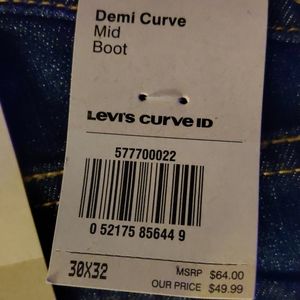 Demi Curve
Mid
Boot
LEVI'S CURVE ID
577700022
0 52175 85644 9
30X32
MSRP $64.00
OUR PRICE $49.99